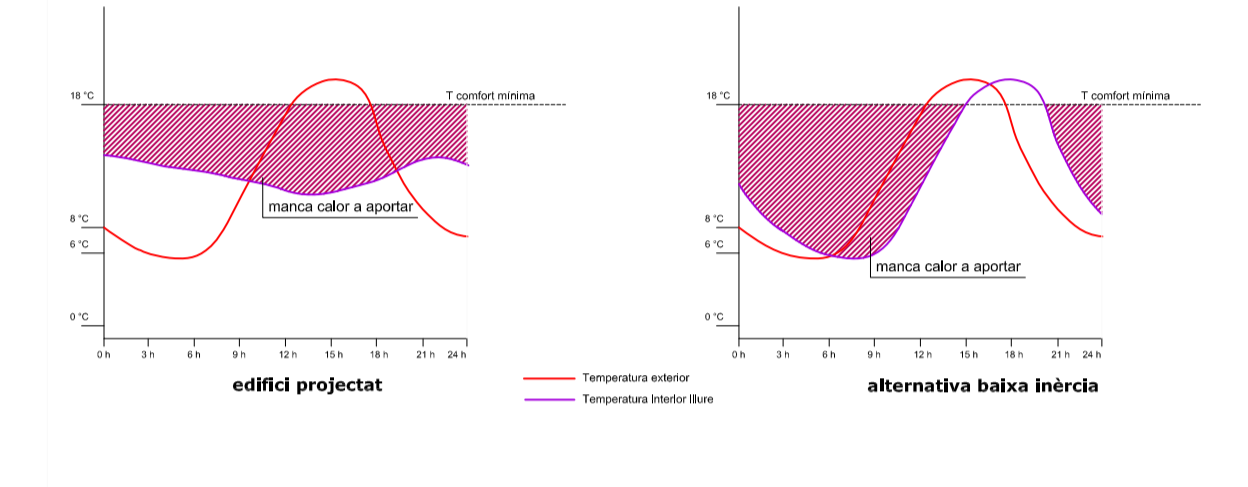 18 °C
T comfort mínima
manca calor a aportar
8 °C
6 °C
0 °C
0 h 3 h 6 h 9 h 12 h 15 h 18 h 21 h 24 h
edifici projectat
18 °C
T comfort mínima
manca calor a aportar
8 °C
6 °C
0 °C
0 h 3 h 6 h 9 h 12 h 15 h 18 h 21 h 24 h
alternativa baixa inèrcia
Temperatura exterior
Temperatura Interior lliure